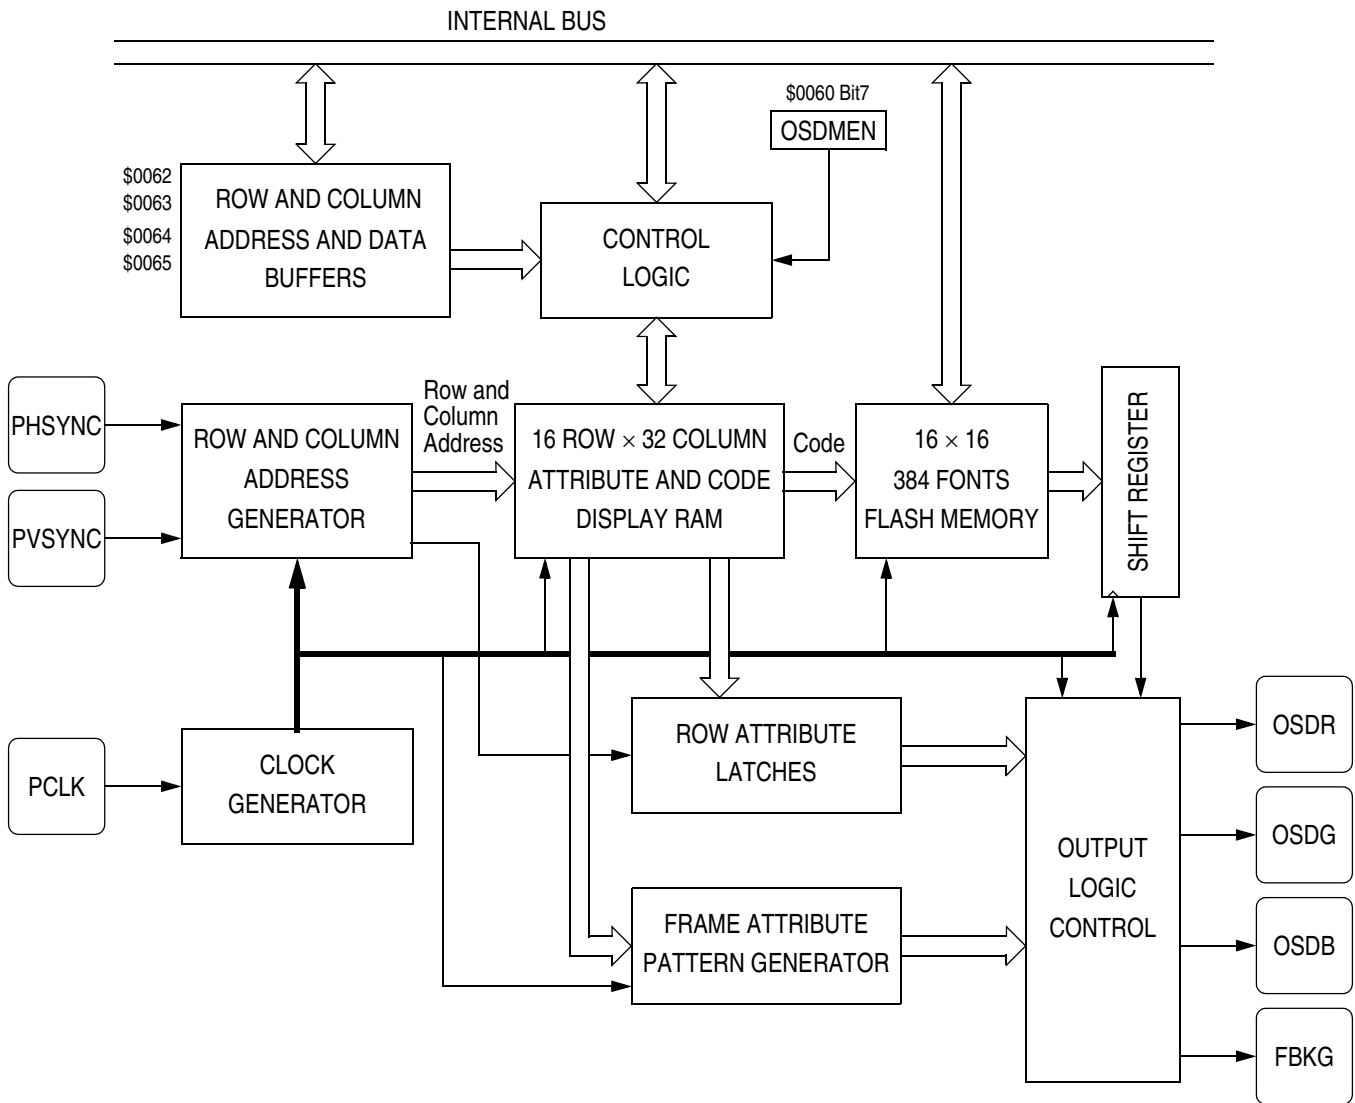 INTERNAL BUS
$0060 Bit7
OSDMEN
$0062
$0063
$0064
$0065
ROW AND COLUMN
ADDRESS AND DATA
BUFFERS
CONTROL
LOGIC
PHSYNC
PVSYNC
ROW AND COLUMN
ADDRESS
GENERATOR
Row and
Column
Address
16 ROW × 32 COLUMN
ATTRIBUTE AND CODE
DISPLAY RAM
Code
16 × 16
384 FONTS
FLASH MEMORY
SHIFT REGISTER
PCLK
CLOCK
GENERATOR
ROW ATTRIBUTE
LATCHES
FRAME ATTRIBUTE
PATTERN GENERATOR
OUTPUT
LOGIC
CONTROL
OSDR
OSDG
OSDB
FBKG